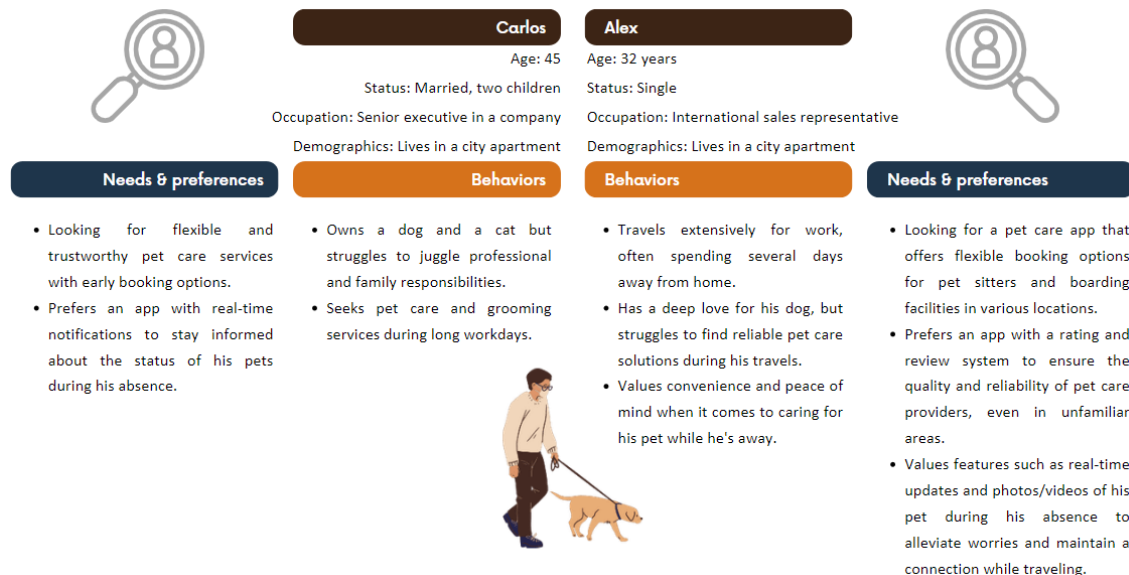 Carlos
Age: 45
Status: Married, two children
Occupation: Senior executive in a company
Demographics: Lives in a city apartment
Alex
Age: 32 years
Status: Single
Occupation: International sales representative
Demographics: Lives in a city apartment
Needs & preferences
• Looking for flexible and
trustworthy pet care services
with early booking options.
• Prefers an app with real-time
notifications to stay informed
about the status of his pets
during his absence.
Behaviors
• Owns a dog and a cat but
struggles to juggle professional
and family responsibilities.
• Seeks pet care and grooming
services during long workdays.
Behaviors
• Travels extensively for work,
often spending several days
away from home.
• Has a deep love for his dog, but
struggles to find reliable pet care
solutions during his travels.
• Values convenience and peace of
mind when it comes to caring for
his pet while he's away.
Needs & preferences
• Looking for a pet care app that
offers flexible booking options
for pet sitters and boarding
facilities in various locations.
• Prefers an app with a rating and
review system to ensure the
quality and reliability of pet care
providers, even in unfamiliar
areas.
• Values features such as real-time
updates and photos/videos of his
pet during his absence to
alleviate worries and maintain a
connection while traveling.